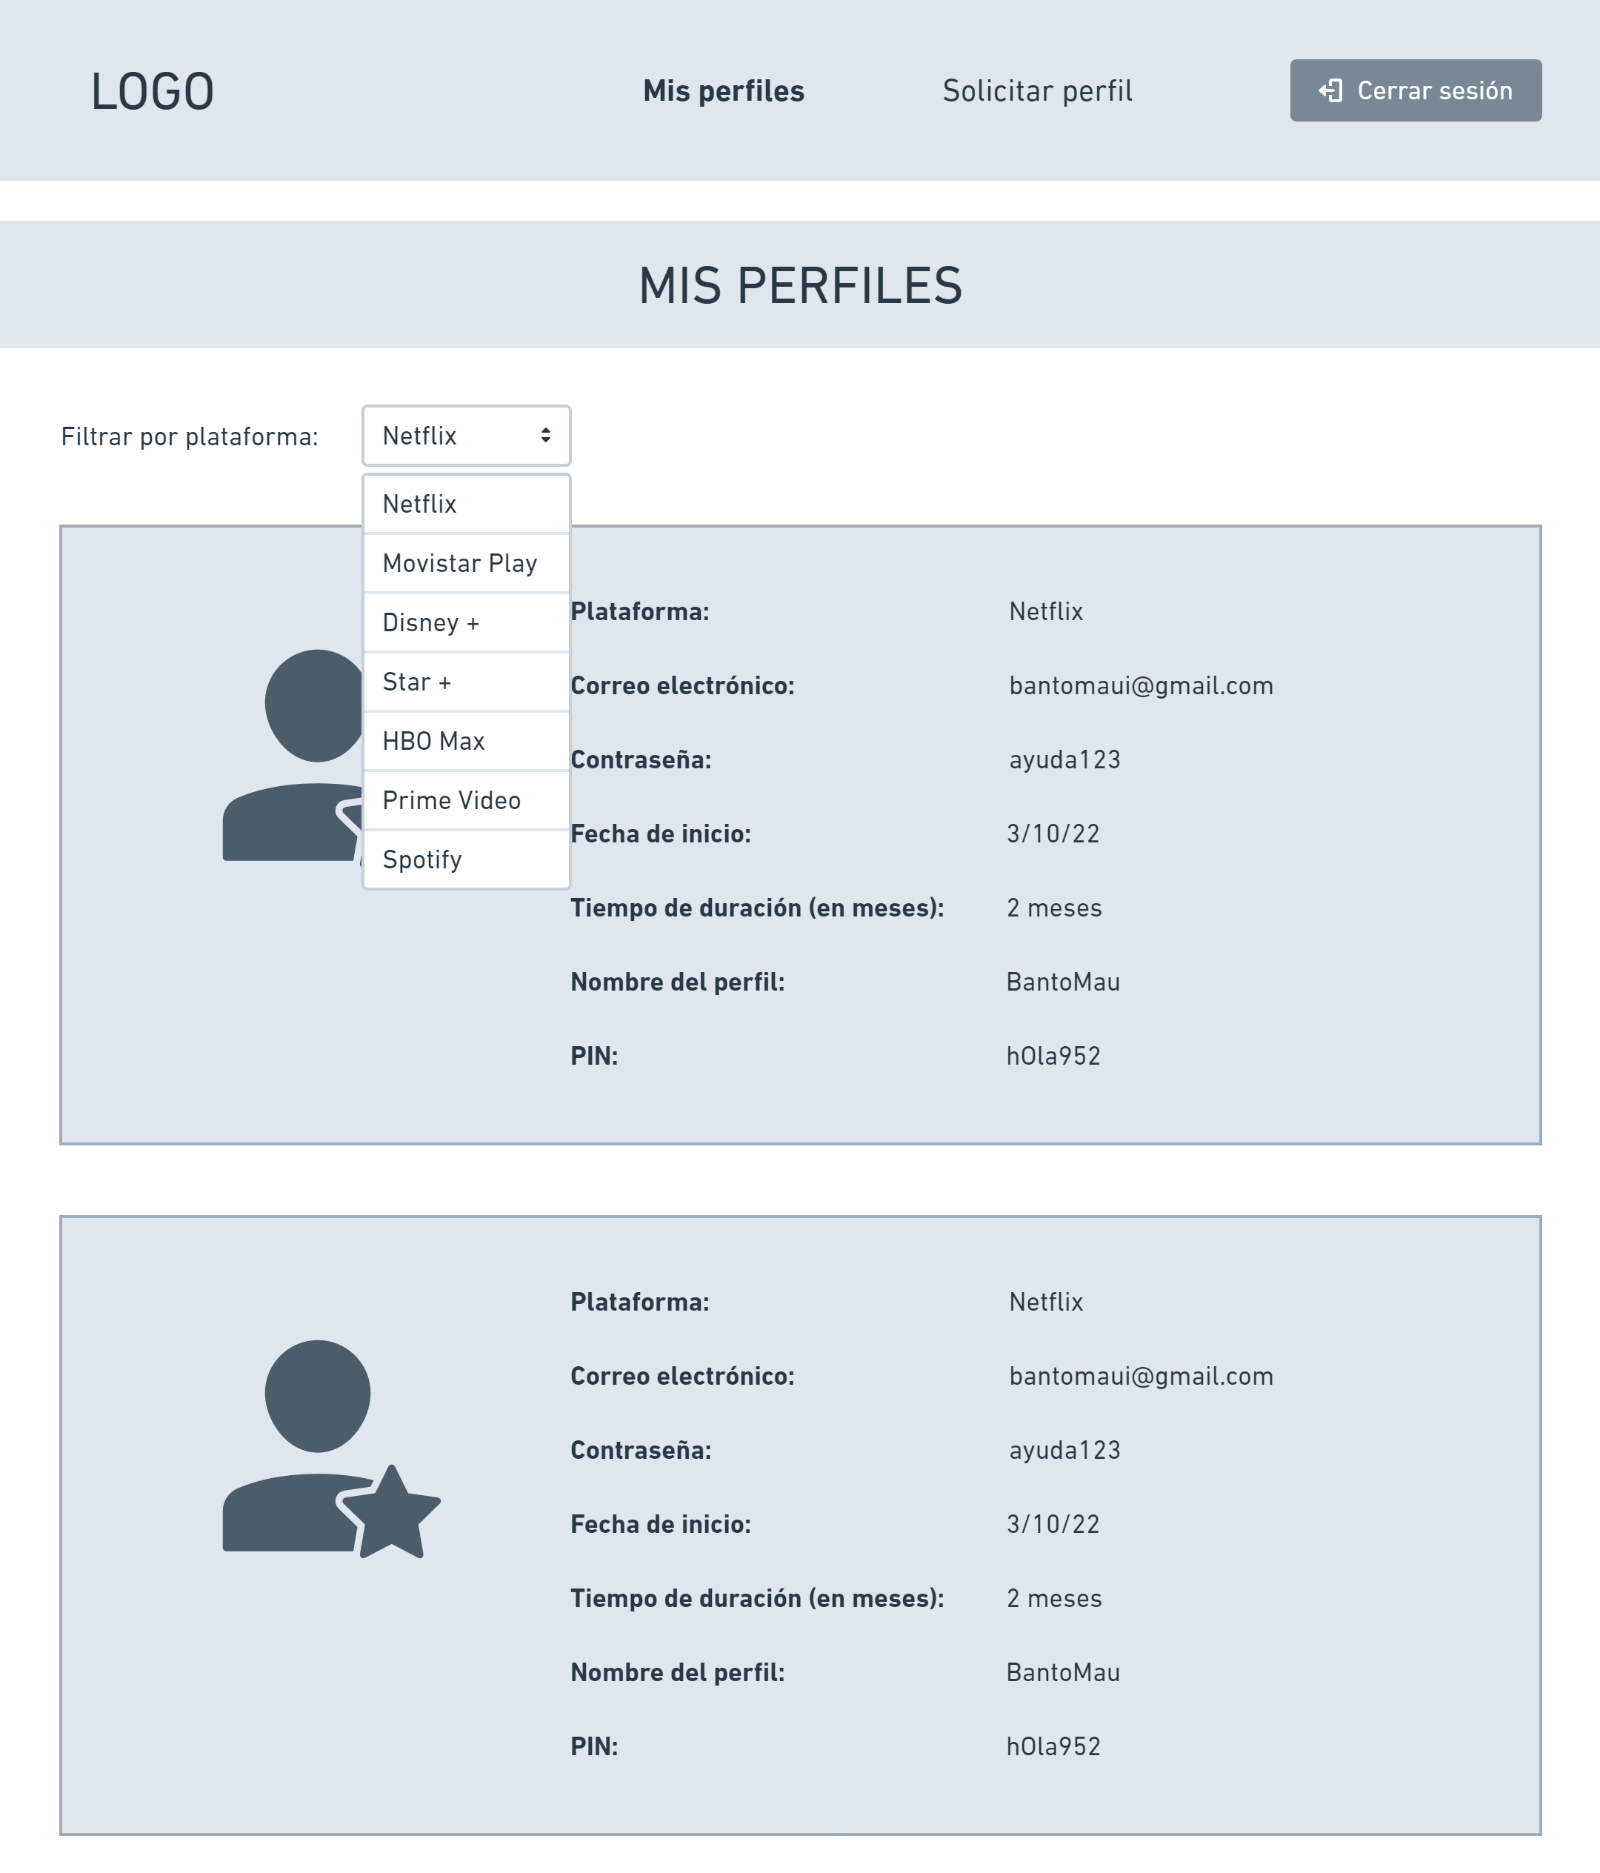 LOGO
Mis perfiles
Solicitar perfil
Cerrar sesión
MIS PERFILES
Filtrar por plataforma:
Netflix
Netflix
Movistar Play
Disney +
Star +
HBO Max
Prime Video
Spotify
Plataforma: Netflix
Correo electrónico: bantomaui@gmail.com
Contraseña: ayuda123
Fecha de inicio: 3/10/22
Tiempo de duración (en meses): 2 meses
Nombre del perfil: BantoMau
PIN: hOla952
Plataforma: Netflix
Correo electrónico: bantomaui@gmail.com
Contraseña: ayuda123
Fecha de inicio: 3/10/22
Tiempo de duración (en meses): 2 meses
Nombre del perfil: BantoMau
PIN: hOla952